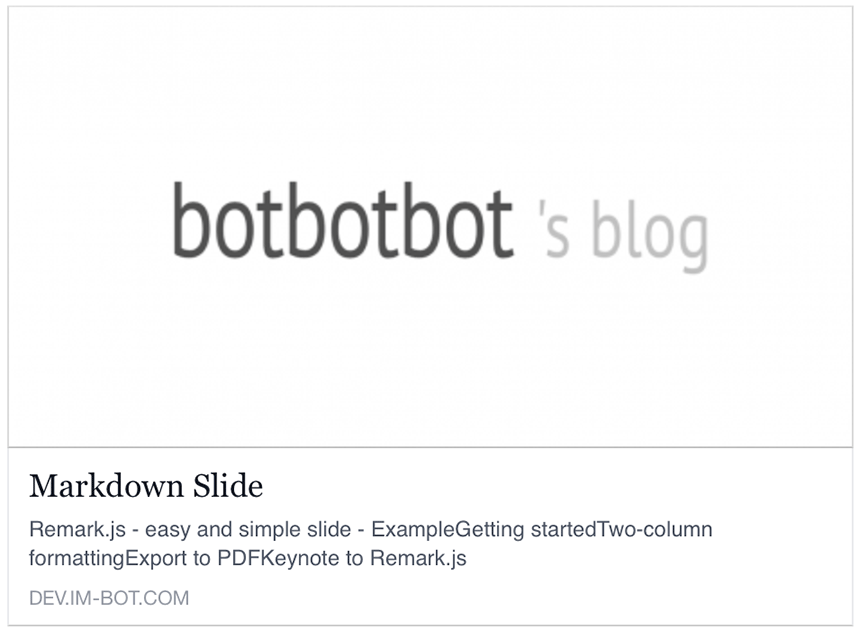 botbotbot 's blog
Markdown Slide
Remark.js - easy and simple slide - ExampleGetting startedTwo-column
formattingExport to PDFKeynote to Remark.js
DEV.IM-BOT.COM